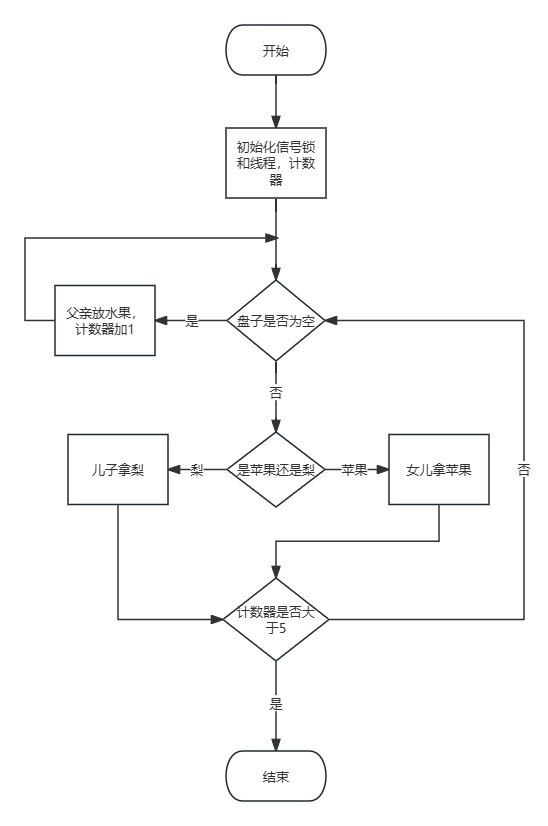 开始
初始化信号锁
和线程，计数
器
父亲放水果，
计数器加1
是
盘子是否为空
否
儿子拿梨
梨
是苹果还是梨
苹果
女儿拿苹果
否
计数器是否大
于5
是
结束